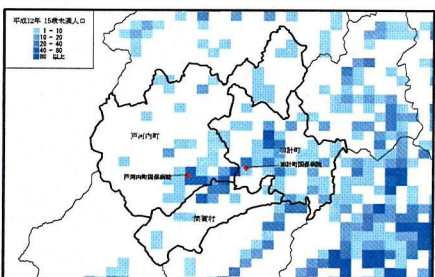 平成12年 15歳未満人口
1 - 10
10 - 20
20 - 40
40 - 80
80 以上
戸河内町
加計町
加計町国保病院
戸河内町国保病院
筒賀村